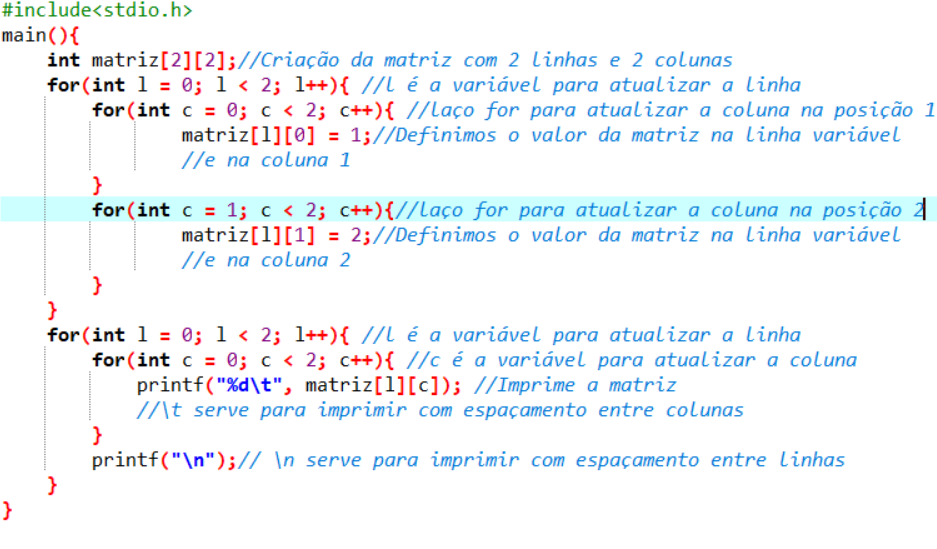 #include<stdio.h>
main(){
    int matriz[2][2];//Criação da matriz com 2 linhas e 2 colunas
    for(int l = 0; l < 2; l++){ //l é a variável para atualizar a linha
        for(int c = 0; c < 2; c++){ //laço for para atualizar a coluna na posição 1
                matriz[l][0] = 1;//Definimos o valor da matriz na linha variável
                //e na coluna 1
        }
        for(int c = 1; c < 2; c++){//laço for para atualizar a coluna na posição 2
                matriz[l][1] = 2;//Definimos o valor da matriz na linha variável
                //e na coluna 2
        }
    }
    for(int l = 0; l < 2; l++){ //l é a variável para atualizar a linha
        for(int c = 0; c < 2; c++){ //c é a variável para atualizar a coluna
            printf("%d\t", matriz[l][c]); //Imprime a matriz
            //\t serve para imprimir com espaçamento entre colunas
        }
        printf("\n");// \n serve para imprimir com espaçamento entre linhas
    }
}